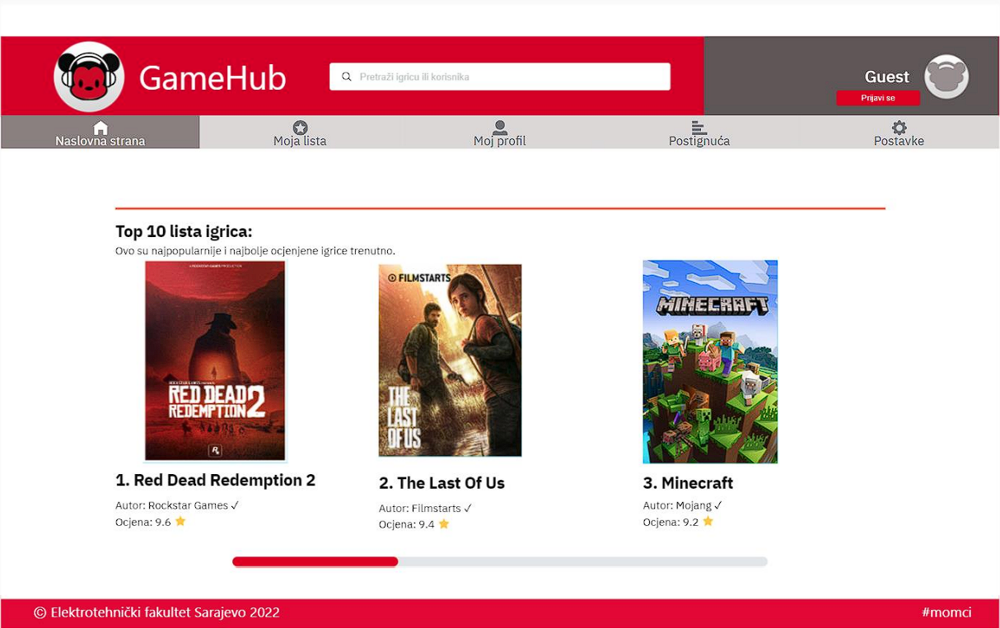 GameHub
Pretraži igricu ili korisnika
Guest
Prijavi se
Naslovna strana
Moja lista
Moj profil
Postignuća
Postavke
Top 10 lista igrica:
Ovo su najpopularnije i najbolje ocjenjene igrice trenutno.
A ROCKSTAR GAMES PRODUCTION
ROCKSTAR GAMES PRESENTS
RED DEAD
REDEMPTION 2
R
FILMSTARTS
THE
LAST
OF US
MINECRAFT
1. Red Dead Redemption 2
Autor: Rockstar Games ✓
Ocjena: 9.6 ⭐
2. The Last Of Us
Autor: Filmstarts ✓
Ocjena: 9.4 ⭐
3. Minecraft
Autor: Mojang ✓
Ocjena: 9.2 ⭐
© Elektrotehnički fakultet Sarajevo 2022
#momci